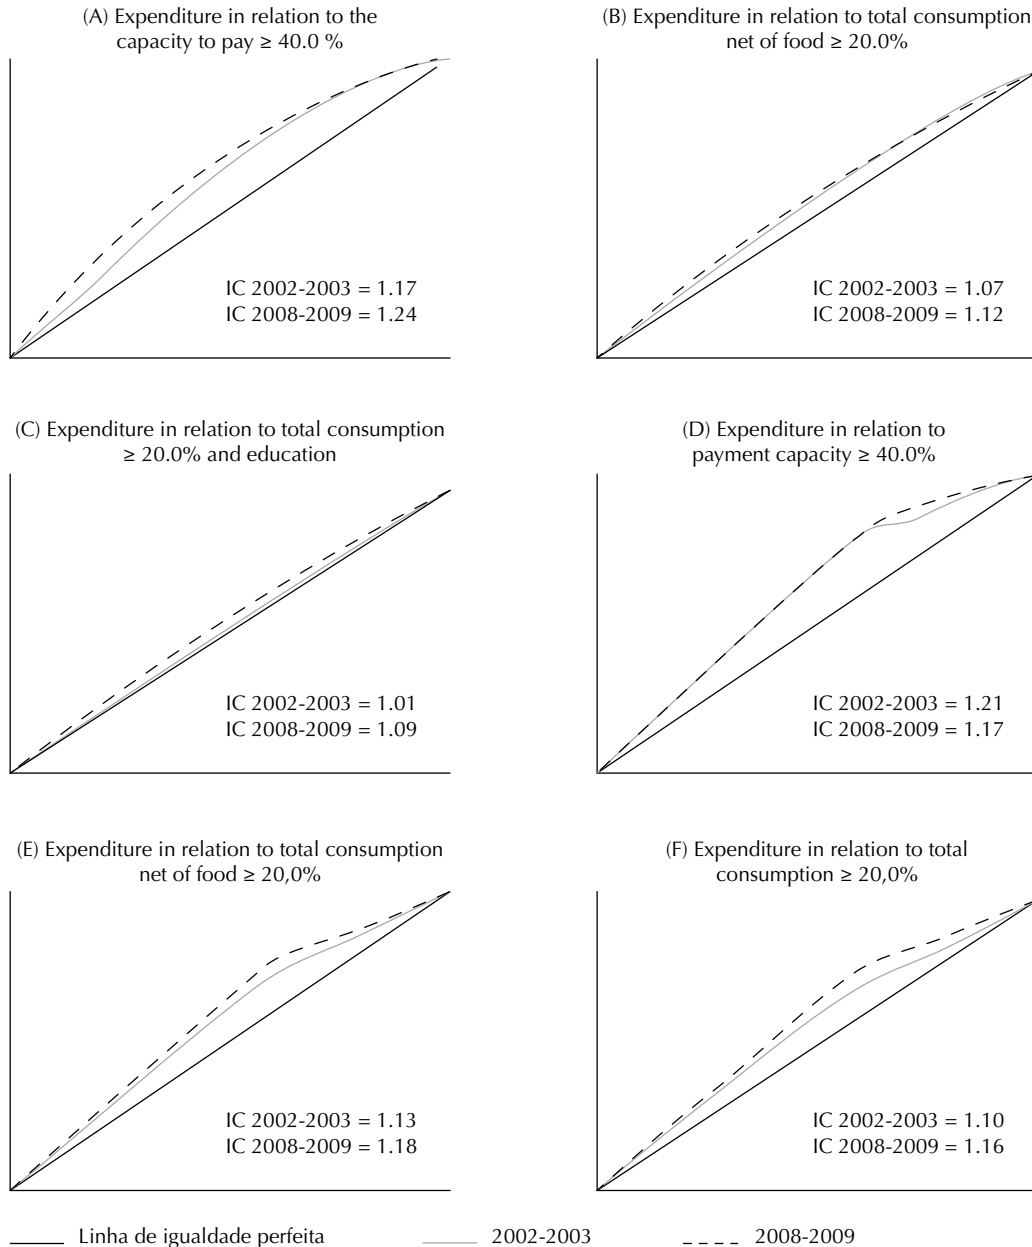 (A) Expenditure in relation to the
capacity to pay ≥ 40.0 %
IC 2002-2003 = 1.17
IC 2008-2009 = 1.24
(B) Expenditure in relation to total consumption
net of food ≥ 20.0%
IC 2002-2003 = 1.07
IC 2008-2009 = 1.12
(C) Expenditure in relation to total consumption
≥ 20.0% and education
IC 2002-2003 = 1.01
IC 2008-2009 = 1.09
(D) Expenditure in relation to
payment capacity ≥ 40.0%
IC 2002-2003 = 1.21
IC 2008-2009 = 1.17
(E) Expenditure in relation to total consumption
net of food ≥ 20,0%
IC 2002-2003 = 1.13
IC 2008-2009 = 1.18
(F) Expenditure in relation to total
consumption ≥ 20,0%
IC 2002-2003 = 1.10
IC 2008-2009 = 1.16
Linha de igualdade perfeita 2002-2003 2008-2009